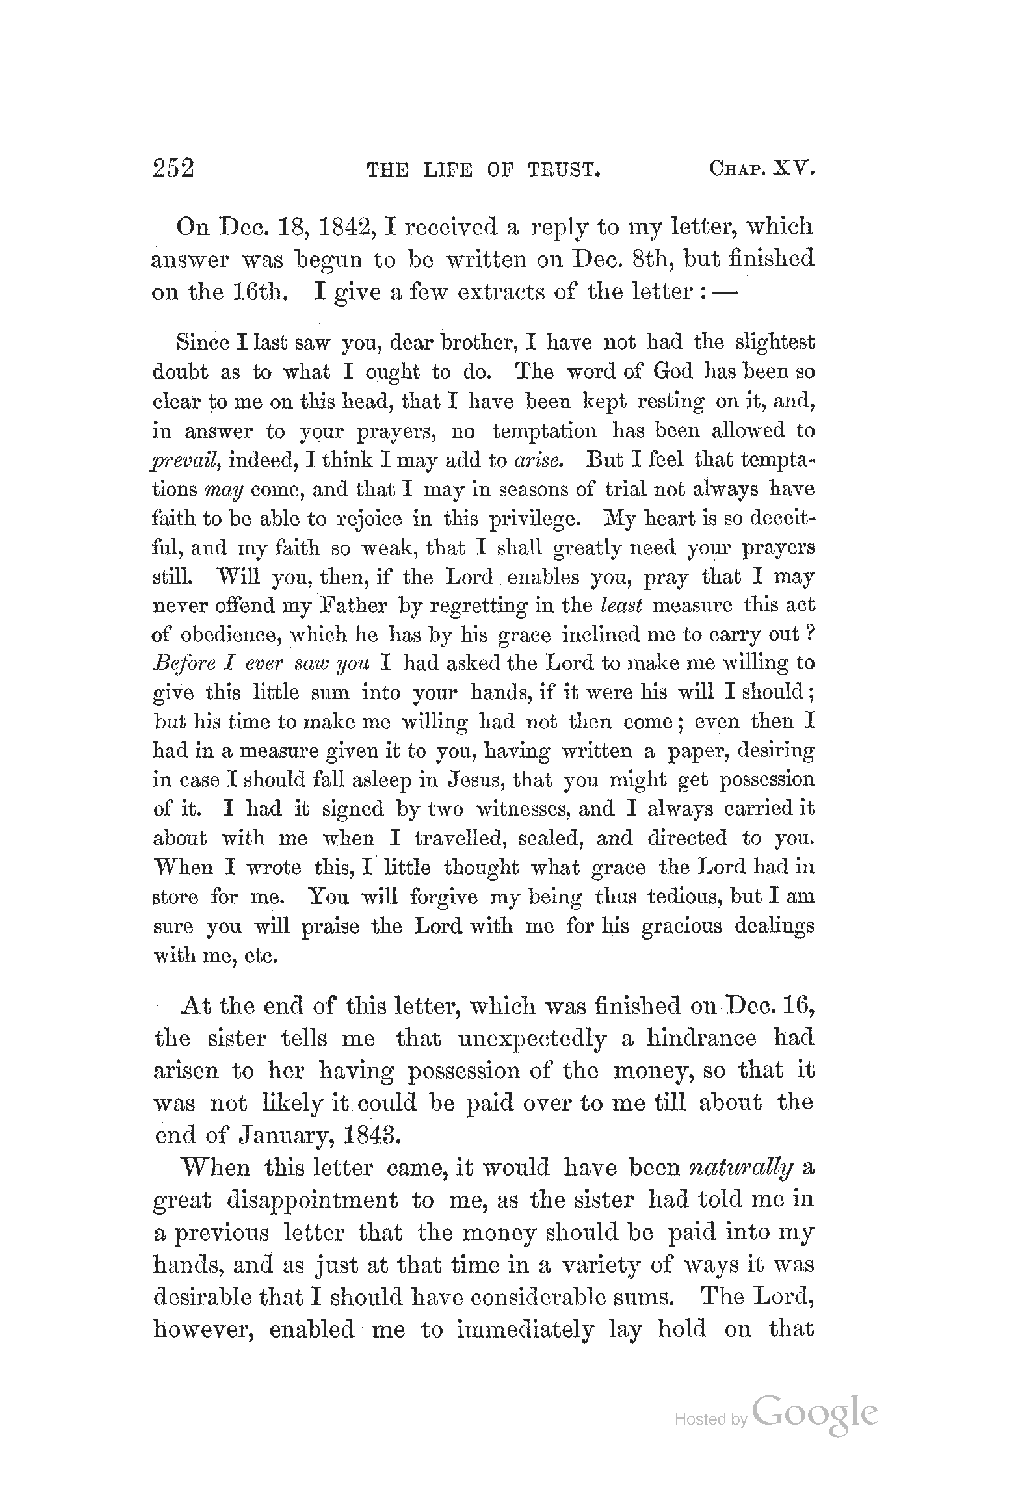 252 THE LIFE OF TRUST. CHAP. XV.
On Dec. 18, 1842, I received a reply to my letter, which
answer was begun to be written on Dec. 8th, but finished
on the 16th. I give a few extracts of the letter : —
Since I last saw you, dear brother, I have not had the slightest
doubt as to what I ought to do. The word of God has been so
clear to me on this head, that I have been kept resting on it, and,
in answer to your prayers, no temptation has been allowed to
prevail, indeed, I think I may add to arise. But I feel that tempta-
tions may come, and that I may in seasons of trial not always have
faith to be able to rejoice in this privilege. My heart is so deceit-
ful, and my faith so weak, that I shall greatly need your prayers
still. Will you, then, if the Lord enables you, pray that I may
never offend my Father by regretting in the least measure this act
of obedience, which he has by his grace inclined me to carry out ?
Before I ever saw you I had asked the Lord to make me willing to
give this little sum into your hands, if it were his will I should;
but his time to make me willing had not then come; even then I
had in a measure given it to you, having written a paper, desiring
in case I should fall asleep in Jesus, that you might get possession
of it. I had it signed by two witnesses, and I always carried it
about with me when I travelled, sealed, and directed to you.
When I wrote this, I little thought what grace the Lord had in
store for me. You will forgive my being thus tedious, but I am
sure you will praise the Lord with me for his gracious dealings
with me, etc.
At the end of this letter, which was finished on Dec. 16,
the sister tells me that unexpectedly a hindrance had
arisen to her having possession of the money, so that it
was not likely it could be paid over to me till about the
end of January, 1843.
When this letter came, it would have been naturally a
great disappointment to me, as the sister had told me in
a previous letter that the money should be paid into my
hands, and as just at that time in a variety of ways it was
desirable that I should have considerable sums. The Lord,
however, enabled me to immediately lay hold on that
Hosted by Google